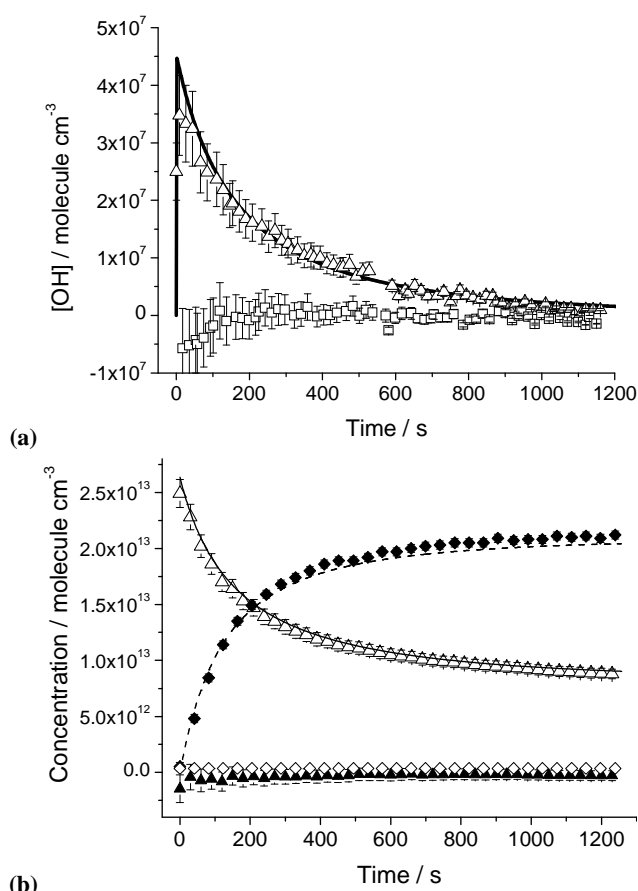 5x10⁷
4x10⁷
3x10⁷
2x10⁷
1x10⁷
0
-1x10⁷
[OH] / molecule cm⁻³
0 200 400 600 800 1000 1200
Time / s
(a)
2.5x10¹³
2.0x10¹³
1.5x10¹³
1.0x10¹³
5.0x10¹²
0.0
Concentration / molecule cm⁻³
0 200 400 600 800 1000 1200
Time / s
(b)